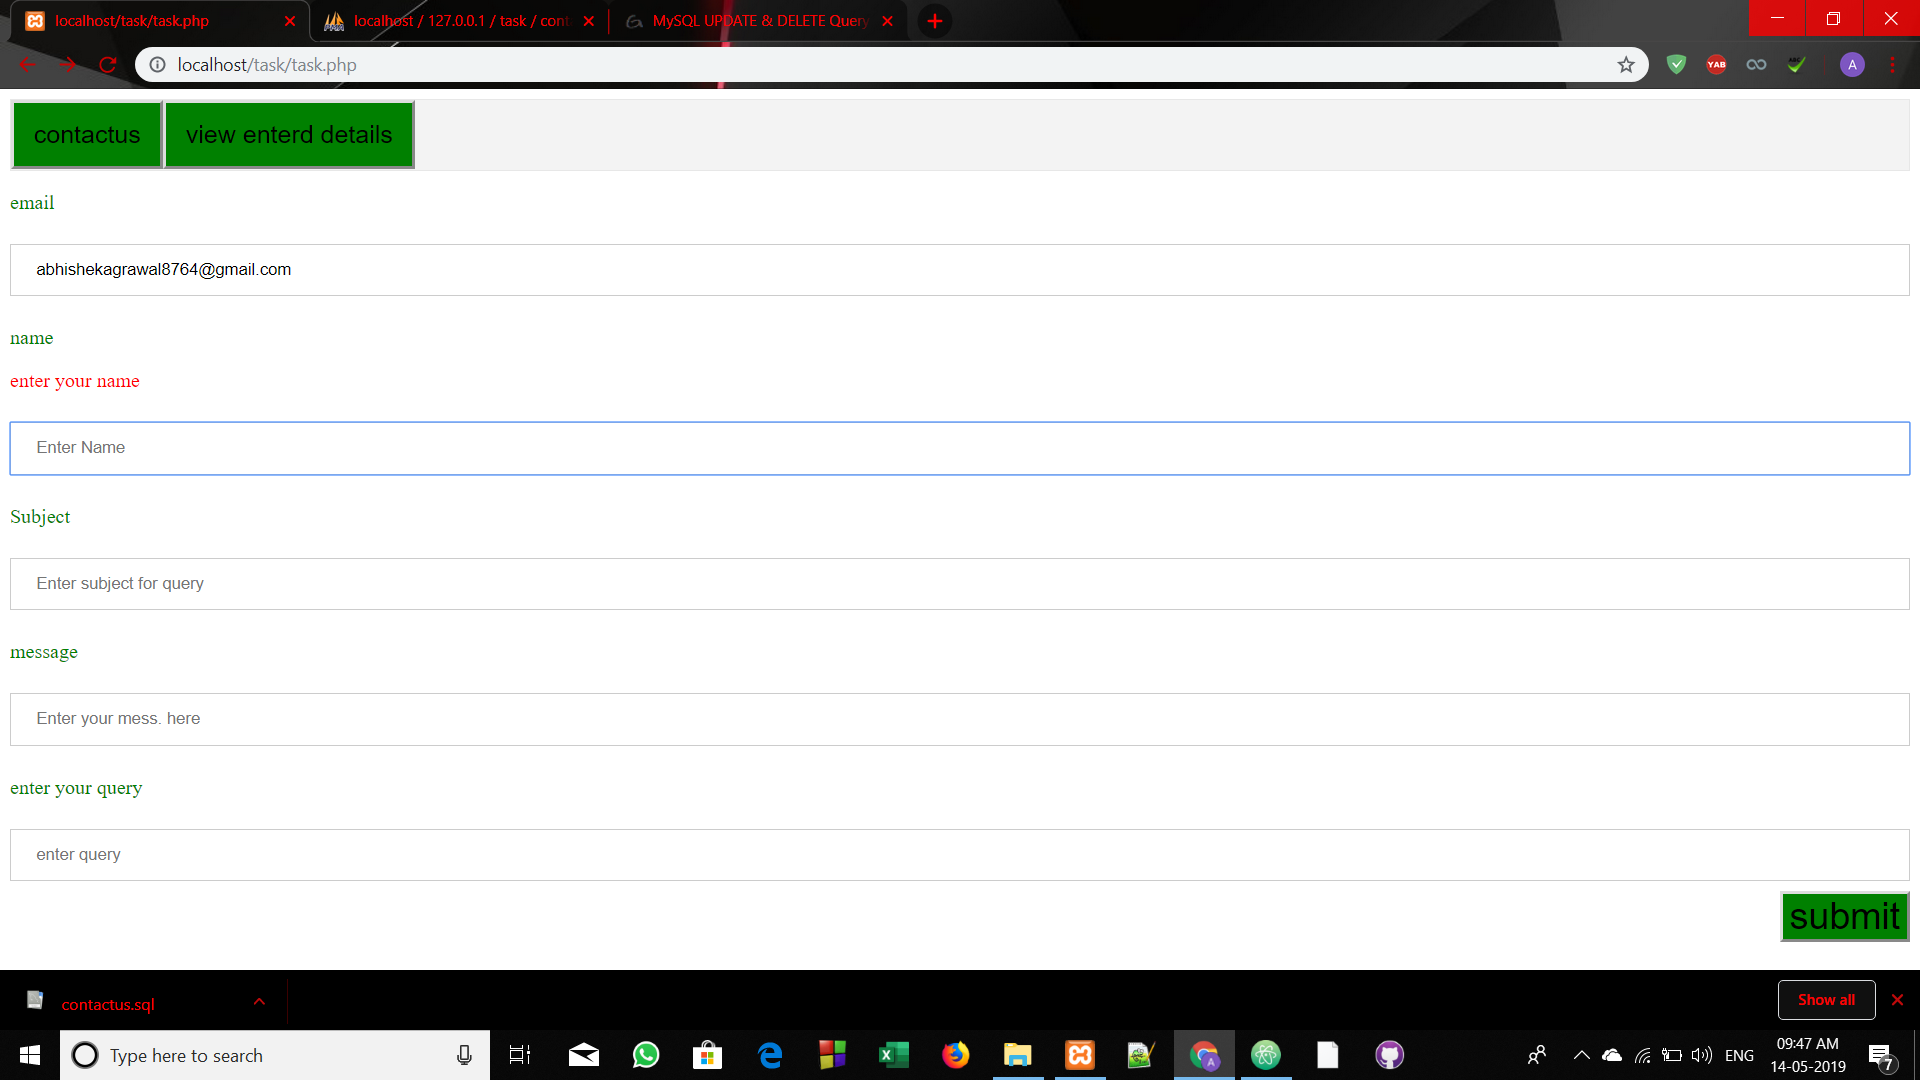 localhost/task/task.php
localhost / 127.0.0.1 / task / cont
MySQL UPDATE & DELETE Query
localhost/task/task.php
YAB
ABC
A
contactus
view enterd details
email
abhishekagrawal8764@gmail.com
name
enter your name
Enter Name
Subject
Enter subject for query
message
Enter your mess. here
enter your query
enter query
submit
contactus.sql
Show all
Type here to search
A
ENG
09:47 AM
14-05-2019
7